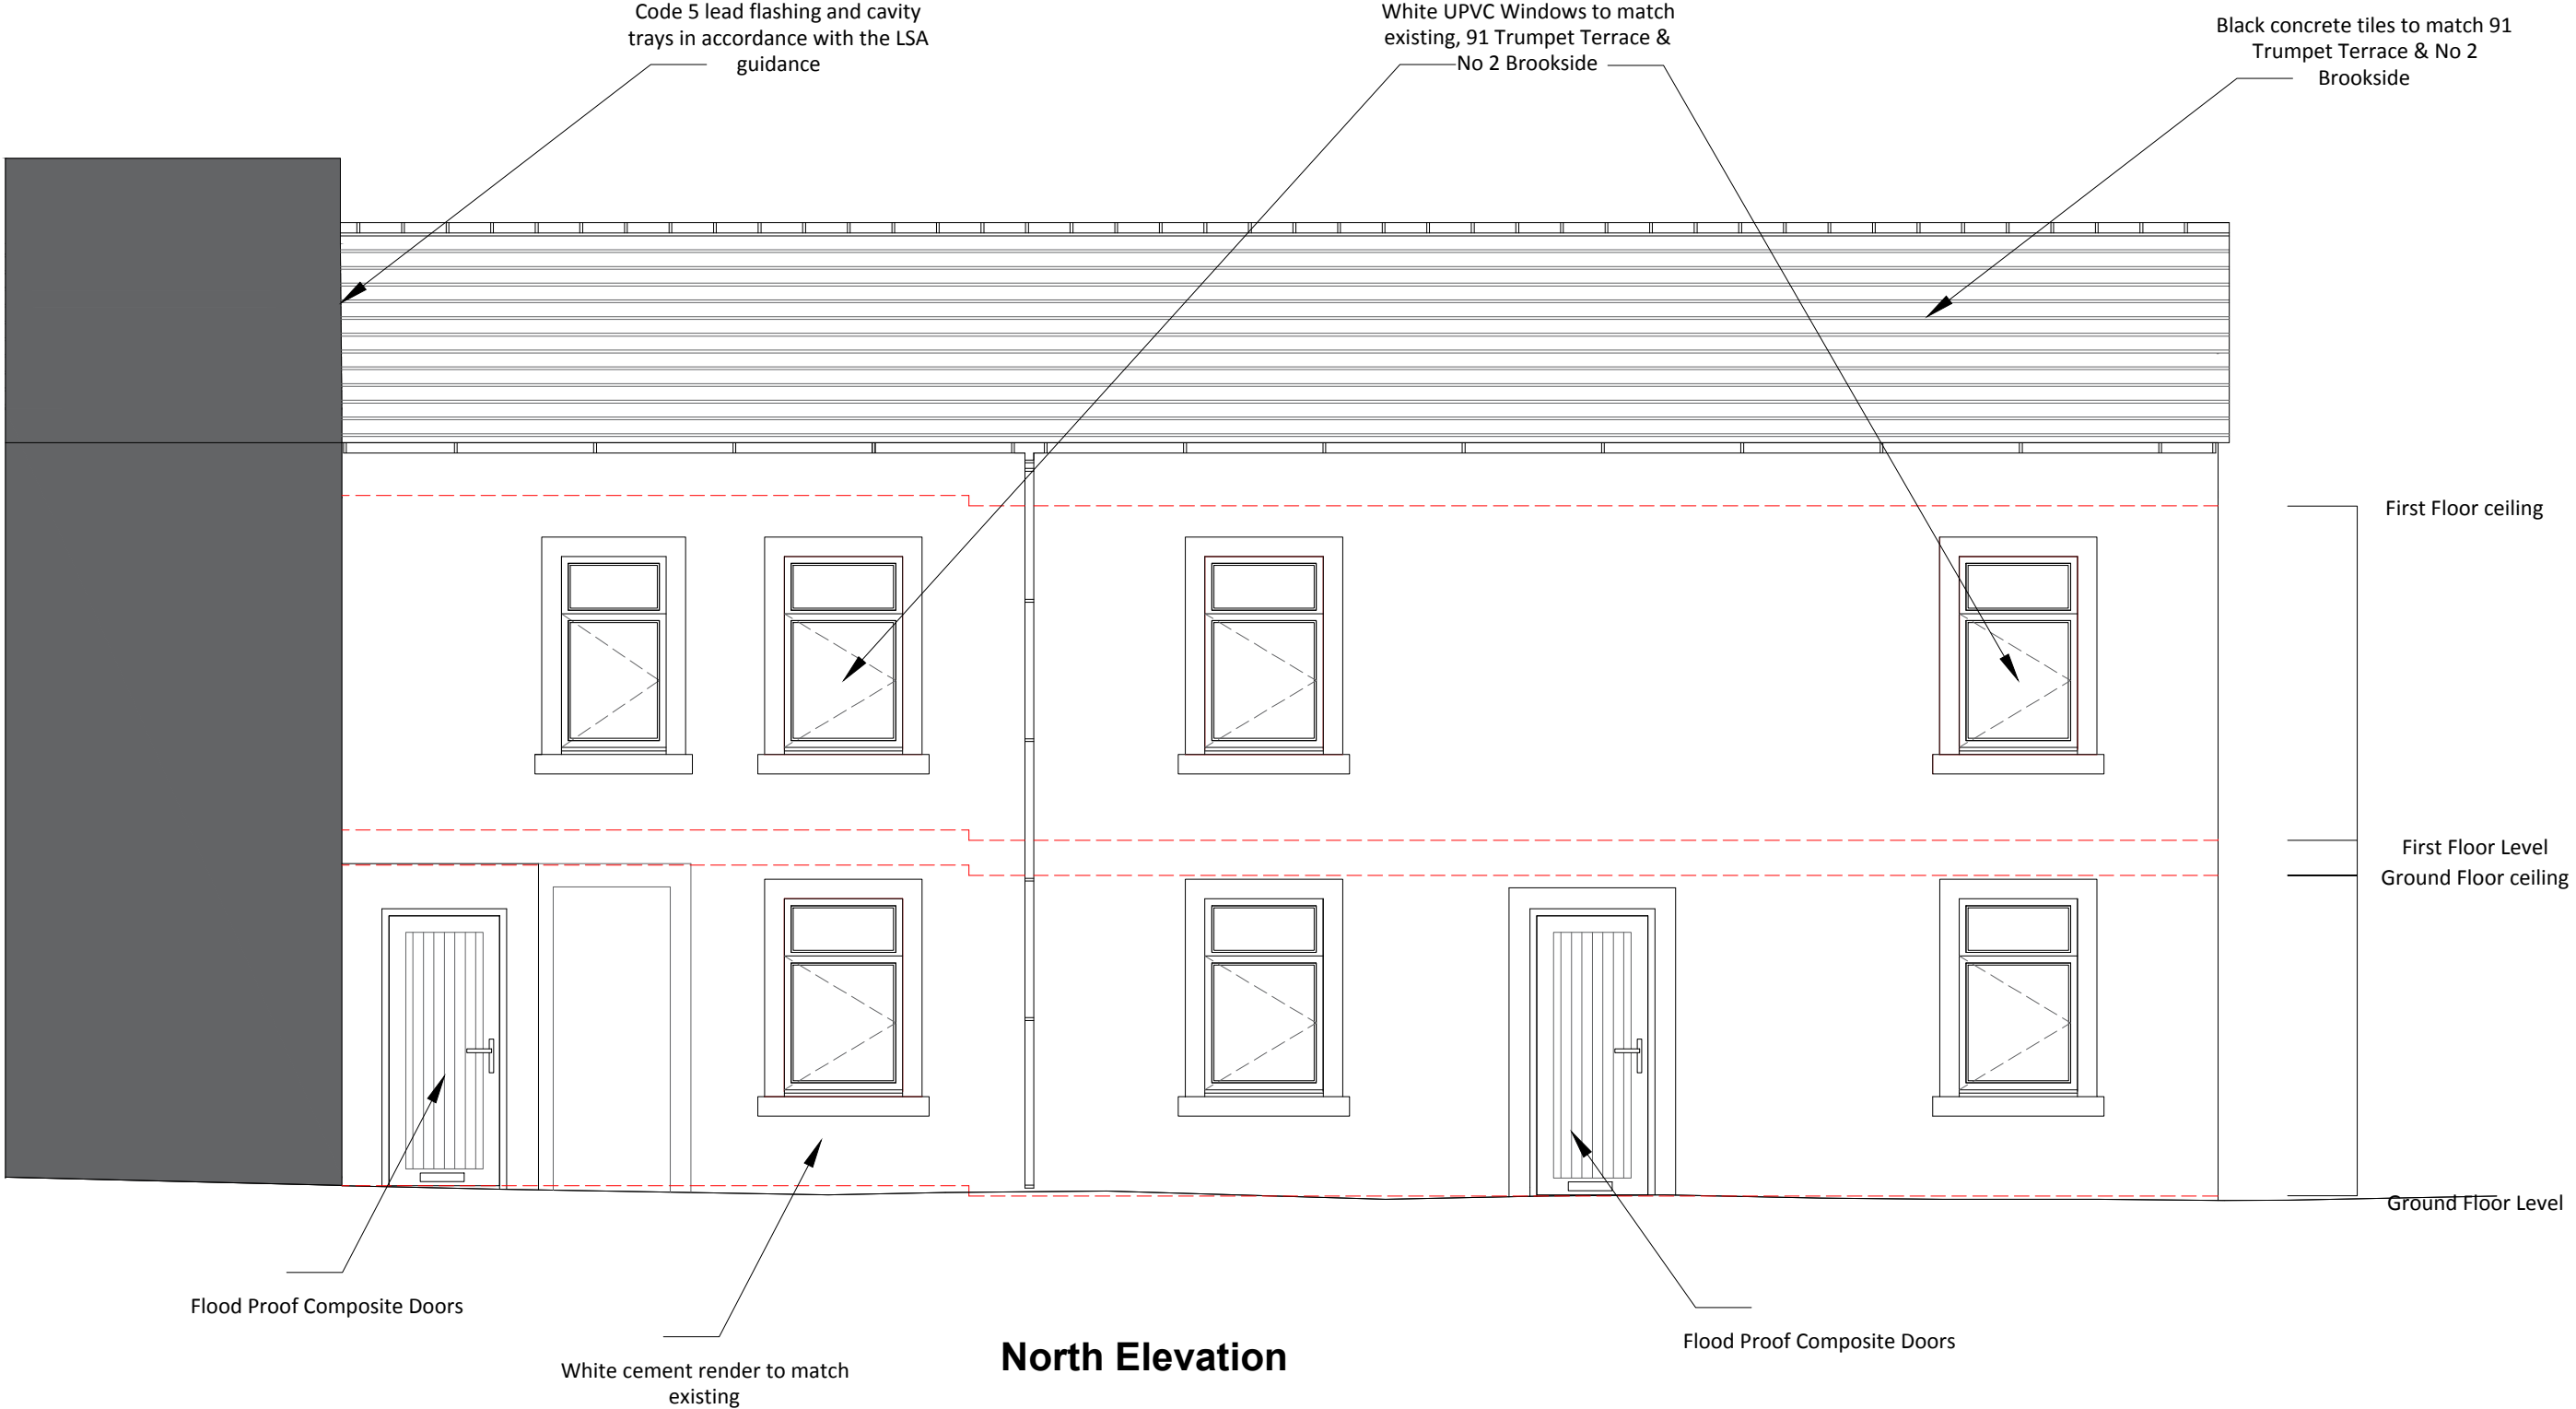 Code 5 lead flashing and cavity
trays in accordance with the LSA
guidance
White UPVC Windows to match
existing, 91 Trumpet Terrace &
No 2 Brookside
Black concrete tiles to match 91
Trumpet Terrace & No 2
Brookside
First Floor ceiling
First Floor Level
Ground Floor ceiling
Ground Floor Level
Flood Proof Composite Doors
White cement render to match
existing
Flood Proof Composite Doors
North Elevation